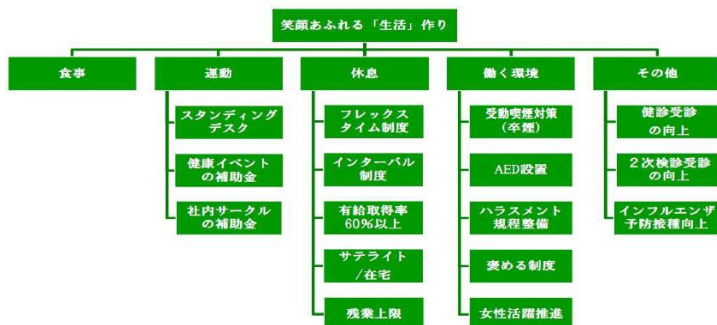 笑顔あふれる「生活」作り
食事
運動
休息
働く環境
その他
スタンディング
デスク
健康イベント
の補助金
社内サークル
の補助金
フレックス
タイム制度
インターバル
制度
有給取得率
60%以上
サテライト
/在宅
残業上限
受動喫煙対策
(卒煙)
AED設置
ハラスメント
規程整備
褒める制度
女性活躍推進
健診受診
の向上
2次検診受診
の向上
インフルエンザ
予防接種向上